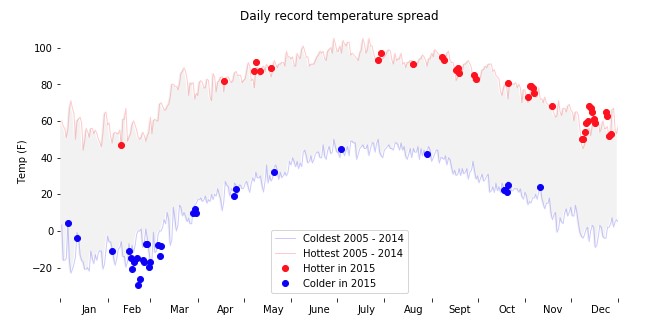 Daily record temperature spread
Temp (F)
100
80
60
40
20
0
−20
Coldest 2005 - 2014
Hottest 2005 - 2014
Hotter in 2015
Colder in 2015
Jan Feb Mar Apr May June July Aug Sept Oct Nov Dec